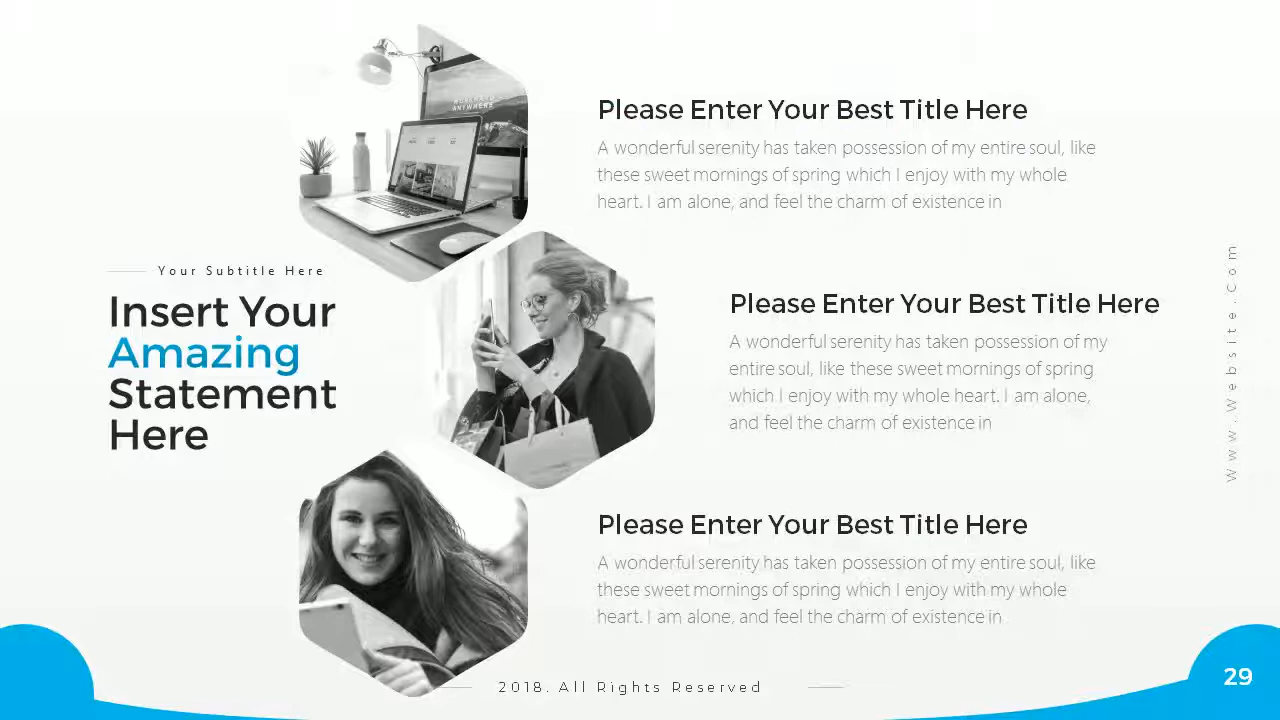 Your Subtitle Here
Insert Your
Amazing
Statement
Here
WORKHARD
ANYWHERE
Please Enter Your Best Title Here
A wonderful serenity has taken possession of my entire soul, like
these sweet mornings of spring which I enjoy with my whole
heart. I am alone, and feel the charm of existence in
Please Enter Your Best Title Here
A wonderful serenity has taken possession of my
entire soul, like these sweet mornings of spring
which I enjoy with my whole heart. I am alone,
and feel the charm of existence in
Please Enter Your Best Title Here
A wonderful serenity has taken possession of my entire soul, like
these sweet mornings of spring which I enjoy with my whole
heart. I am alone, and feel the charm of existence in
Www.Website.Com
2018. All Rights Reserved
29